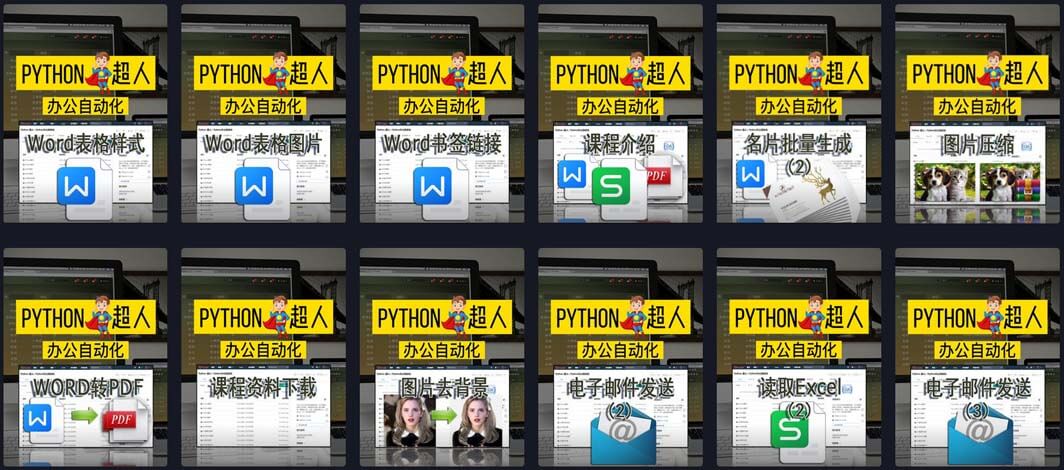 PYTHON超人
办公自动化
Word表格样式
W
PYTHON超人
办公自动化
Word表格图片
W
PYTHON超人
办公自动化
Word书签链接
W
PYTHON超人
办公自动化
课程介绍
W
S
PDF
PYTHON超人
办公自动化
名片批量生成
(2)
W
PYTHON超人
办公自动化
图片压缩
PYTHON超人
办公自动化
WORD转PDF
W
PDF
PYTHON超人
办公自动化
课程资料下载
PYTHON超人
办公自动化
图片去背景
PYTHON超人
办公自动化
电子邮件发送
(2)
@
PYTHON超人
办公自动化
读取Excel
(2)
S
PYTHON超人
办公自动化
电子邮件发送
(3)
@